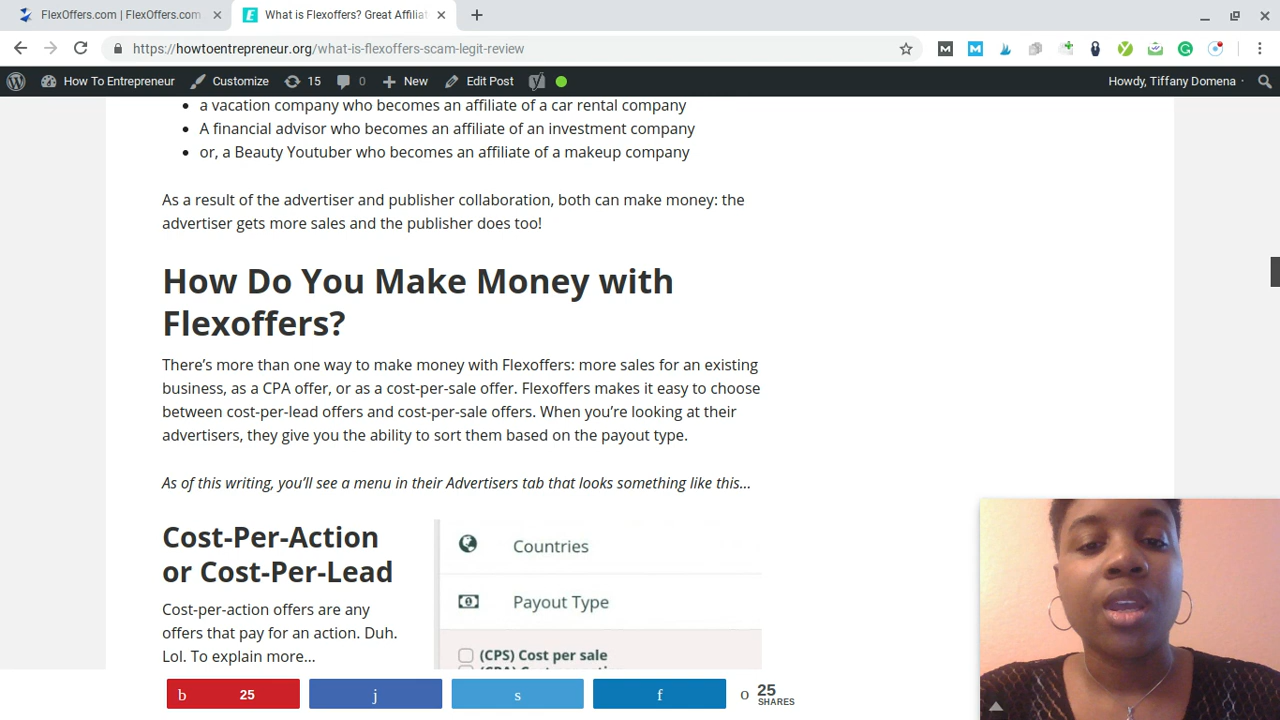 FlexOffers.com | FlexOffers.com
What is Flexoffers? Great Affilia
https://howtoentrepreneur.org/what-is-flexoffers-scam-legit-review
How To Entrepreneur
Customize
15
0
New
Edit Post
Howdy, Tiffany Domena
a vacation company who becomes an affiliate of a car rental company
A financial advisor who becomes an affiliate of an investment company
or, a Beauty Youtuber who becomes an affiliate of a makeup company
As a result of the advertiser and publisher collaboration, both can make money: the
advertiser gets more sales and the publisher does too!
How Do You Make Money with
Flexoffers?
There’s more than one way to make money with Flexoffers: more sales for an existing
business, as a CPA offer, or as a cost-per-sale offer. Flexoffers makes it easy to choose
between cost-per-lead offers and cost-per-sale offers. When you’re looking at their
advertisers, they give you the ability to sort them based on the payout type.
As of this writing, you’ll see a menu in their Advertisers tab that looks something like this…
Cost-Per-Action
or Cost-Per-Lead
Cost-per-action offers are any
offers that pay for an action. Duh.
Lol. To explain more…
Countries
Payout Type
(CPS) Cost per sale
b 25
j
s
f
o 25
SHARES